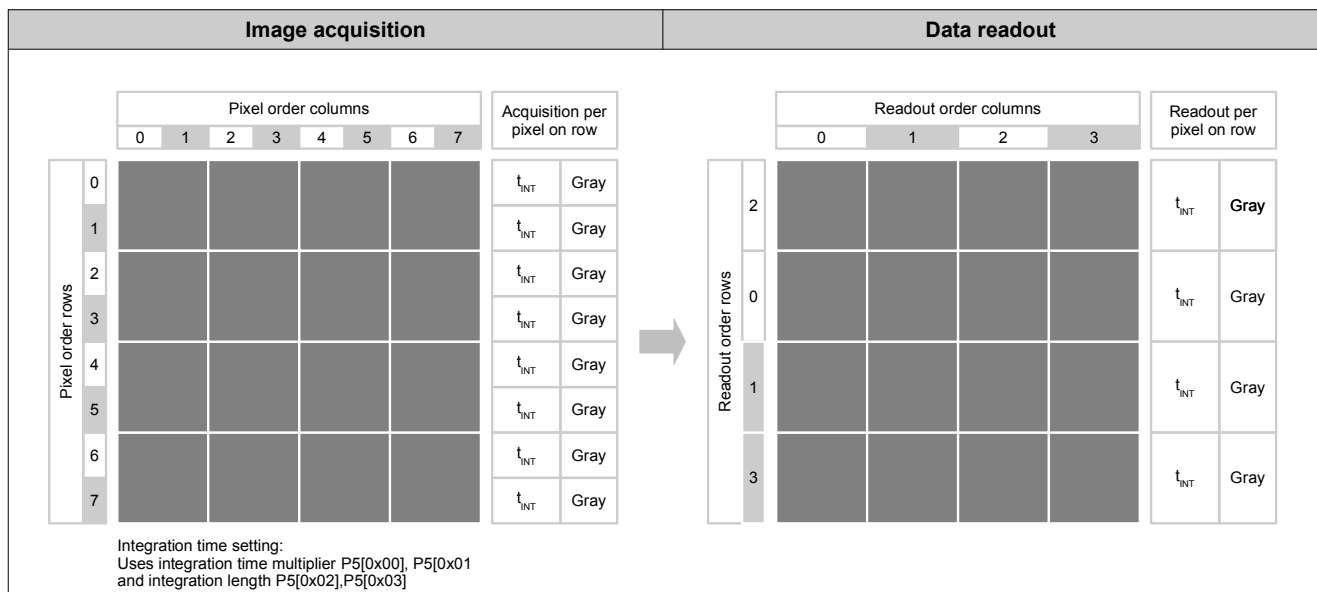 Image acquisition
Data readout
Pixel order columns
0 1 2 3 4 5 6 7
Acquisition per
pixel on row
Pixel order rows
0 tINT Gray
1 tINT Gray
2 tINT Gray
3 tINT Gray
4 tINT Gray
5 tINT Gray
6 tINT Gray
7 tINT Gray
Integration time setting:
Uses integration time multiplier P5[0x00], P5[0x01
and integration length P5[0x02],P5[0x03]
Readout order columns
0 1 2 3
Readout per
pixel on row
Readout order rows
2 tINT Gray
0 tINT Gray
1 tINT Gray
3 tINT Gray